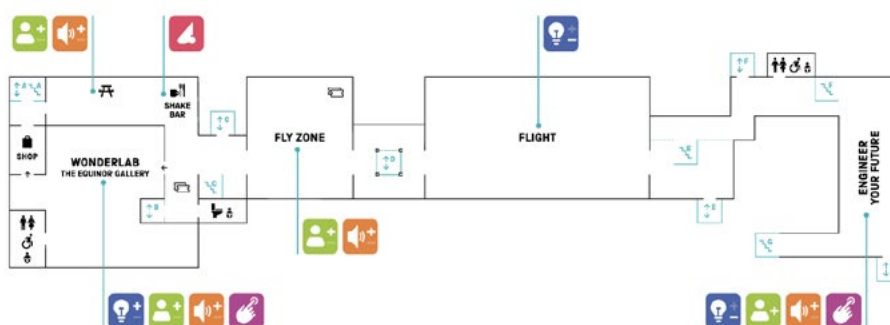 A
A
F
F
SHAKE
BAR
C
SHOP
FLY ZONE
FLIGHT
D
E
WONDERLAB
THE EQUINOR GALLERY
ENGINEER
YOUR FUTURE
C
B
E
G